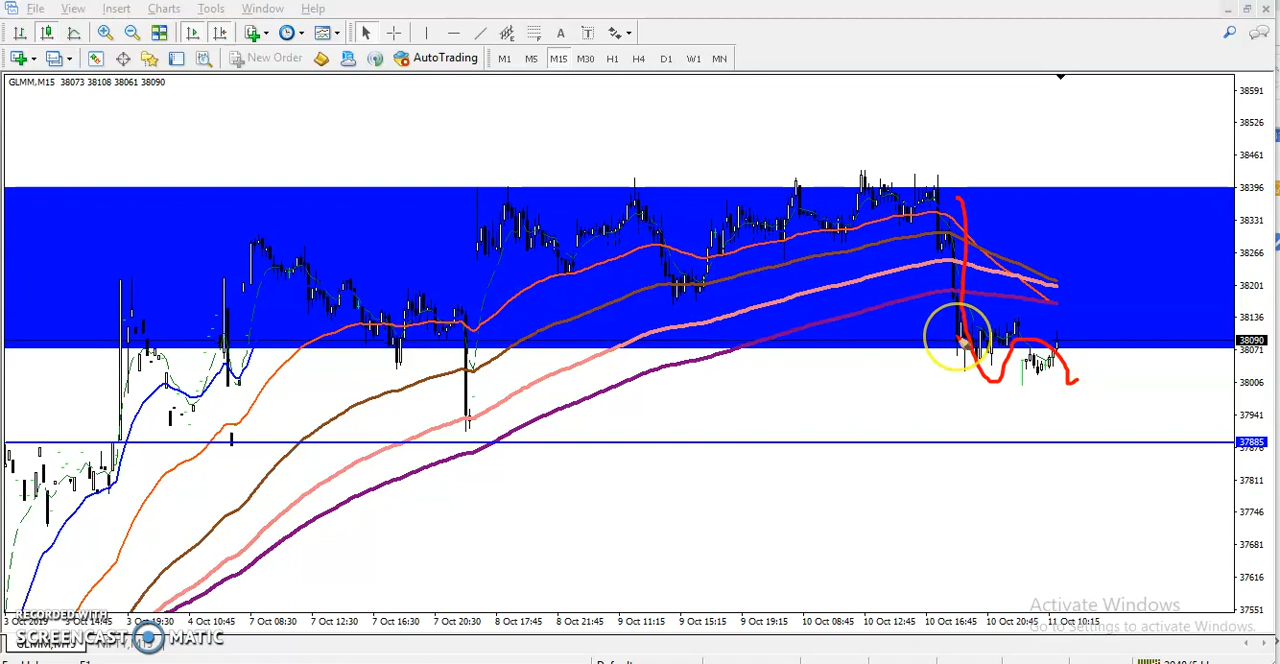 File View Insert Charts Tools Window Help
New Order AutoTrading M1 M5 M15 M30 H1 H4 D1 W1 MN
GLMM,M15 38073 38108 38061 38090
38591
38526
38461
38396
38331
38266
38201
38136
38090
38071
38006
37941
37885
37811
37746
37681
37616
37551
Activate Windows
Go to Settings to activate Windows.
RECORDED WITH
SCREENCAST MATIC
3 Oct 2019 3 Oct 14:45 3 Oct 19:30 4 Oct 10:45 7 Oct 08:30 7 Oct 12:30 7 Oct 16:30 7 Oct 20:30 8 Oct 17:45 8 Oct 21:45 9 Oct 11:15 9 Oct 15:15 9 Oct 19:15 10 Oct 08:45 10 Oct 12:45 10 Oct 16:45 10 Oct 20:45 11 Oct 10:15
GLMM,M15